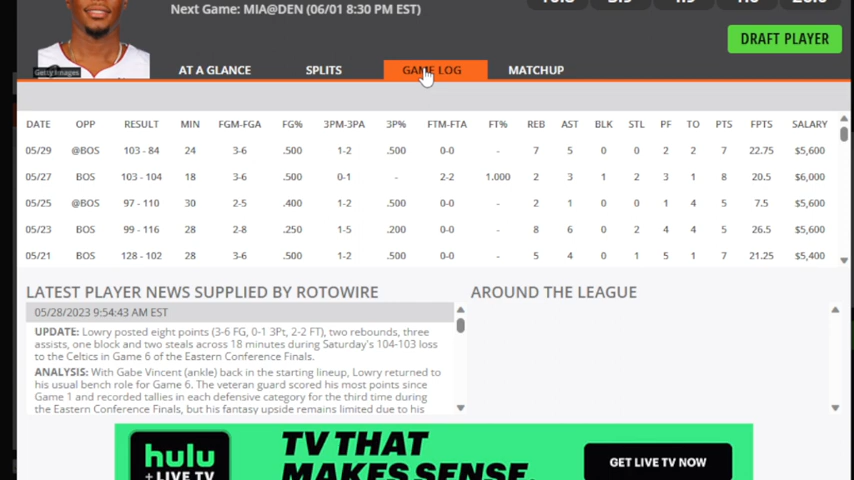 Next Game: MIA@DEN (06/01 8:30 PM EST)
DRAFT PLAYER
Getty Images
AT A GLANCE SPLITS GAME LOG MATCHUP
DATE OPP RESULT MIN FGM-FGA FG% 3PM-3PA 3P% FTM-FTA FT% REB AST BLK STL PF TO PTS FPTS SALARY
05/29 @BOS 103 - 84 24 3-6 .500 1-2 .500 0-0 - 7 5 0 0 2 2 7 22.75 $5,600
05/27 BOS 103 - 104 18 3-6 .500 0-1 - 2-2 1.000 2 3 1 2 3 1 8 20.5 $6,000
05/25 @BOS 97 - 110 30 2-5 .400 1-2 .500 0-0 - 2 1 0 0 1 4 5 7.5 $5,600
05/23 BOS 99 - 116 28 2-8 .250 1-5 .200 0-0 - 8 6 0 2 4 4 5 26.5 $5,600
05/21 BOS 128 - 102 28 3-6 .500 1-2 .500 0-0 - 5 4 0 1 5 1 7 21.25 $5,400
LATEST PLAYER NEWS SUPPLIED BY ROTOWIRE
AROUND THE LEAGUE
05/28/2023 9:54:43 AM EST
UPDATE: Lowry posted eight points (3-6 FG, 0-1 3Pt, 2-2 FT), two rebounds, three
assists, one block and two steals across 18 minutes during Saturday's 104-103 loss
to the Celtics in Game 6 of the Eastern Conference Finals.
ANALYSIS: With Gabe Vincent (ankle) back in the starting lineup, Lowry returned to
his usual bench role for Game 6. The veteran guard scored his most points since
Game 1 and recorded tallies in each defensive category for the third time during
the Eastern Conference Finals, but his fantasy upside remains limited due to his
hulu
+ LIVE TV
TV THAT
MAKES SENSE.
GET LIVE TV NOW